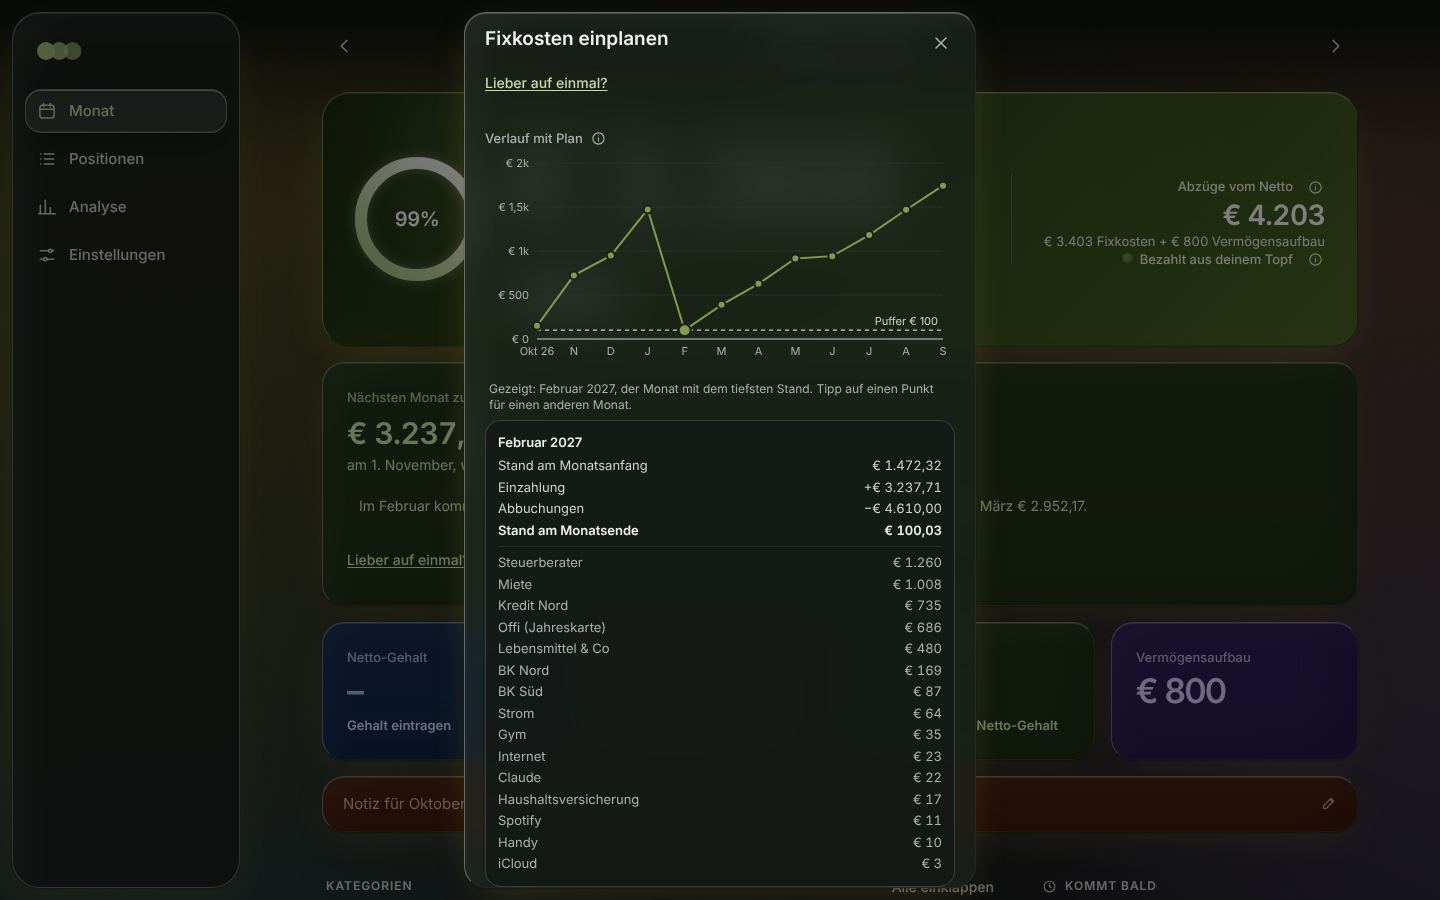 Monat
Positionen
Analyse
Einstellungen
99%
Abzüge vom Netto
€ 4.203
€ 3.403 Fixkosten + € 800 Vermögensaufbau
Bezahlt aus deinem Topf
Nächsten Monat
€ 3.237,
am 1. November,
Im Februar
März € 2.952,17.
Lieber auf einmal?
Netto-Gehalt
–
Gehalt eintragen
Netto-Gehalt
Vermögensaufbau
€ 800
Notiz für Oktober
KATEGORIEN
Alle einklappen
KOMMT BALD
Fixkosten einplanen
Lieber auf einmal?
Verlauf mit Plan
€ 2k
€ 1,5k
€ 1k
€ 500
€ 0
Puffer € 100
Okt 26 N D J F M A M J J A S
Gezeigt: Februar 2027, der Monat mit dem tiefsten Stand. Tipp auf einen Punkt
für einen anderen Monat.
Februar 2027
Stand am Monatsanfang € 1.472,32
Einzahlung +€ 3.237,71
Abbuchungen −€ 4.610,00
Stand am Monatsende € 100,03
Steuerberater € 1.260
Miete € 1.008
Kredit Nord € 735
Offi (Jahreskarte) € 686
Lebensmittel & Co € 480
BK Nord € 169
BK Süd € 87
Strom € 64
Gym € 35
Internet € 23
Claude € 22
Haushaltsversicherung € 17
Spotify € 11
Handy € 10
iCloud € 3